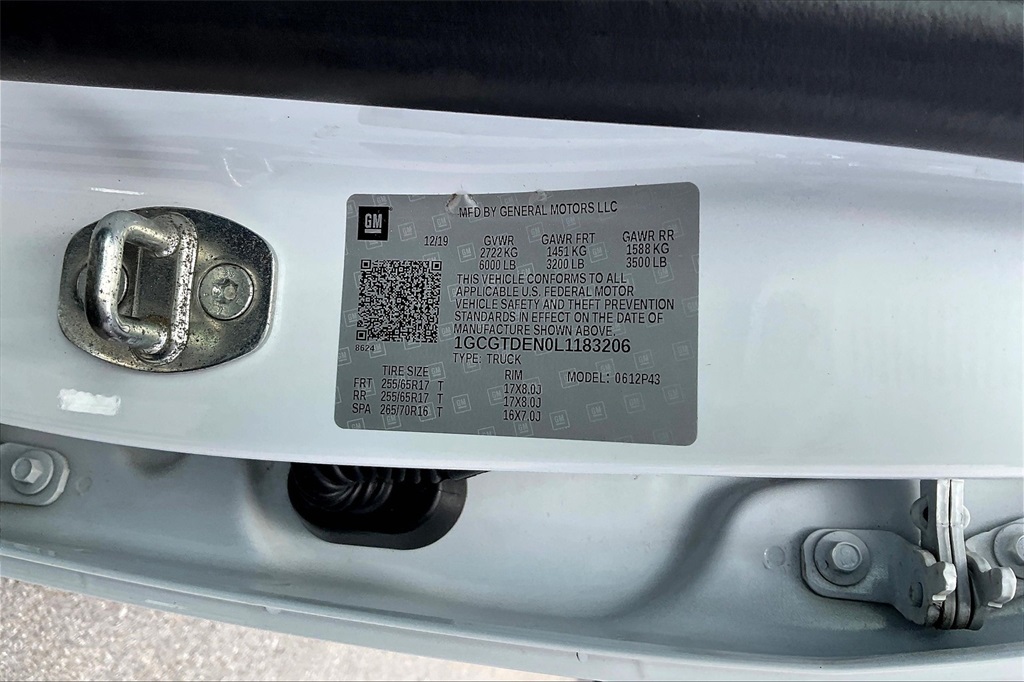 GM
MFD BY GENERAL MOTORS LLC
12/19 GVWR GAWR FRT GAWR RR
2722 KG 1451 KG 1588 KG
6000 LB 3200 LB 3500 LB
THIS VEHICLE CONFORMS TO ALL
APPLICABLE U.S. FEDERAL MOTOR
VEHICLE SAFETY AND THEFT PREVENTION
STANDARDS IN EFFECT ON THE DATE OF
MANUFACTURE SHOWN ABOVE.
8624 1GCGTDEN0L1183206
TYPE: TRUCK
TIRE SIZE RIM MODEL: 0612P43
FRT 255/65R17 T 17X8.0J
RR 255/65R17 T 17X8.0J
SPA 265/70R16 T 16X7.0J